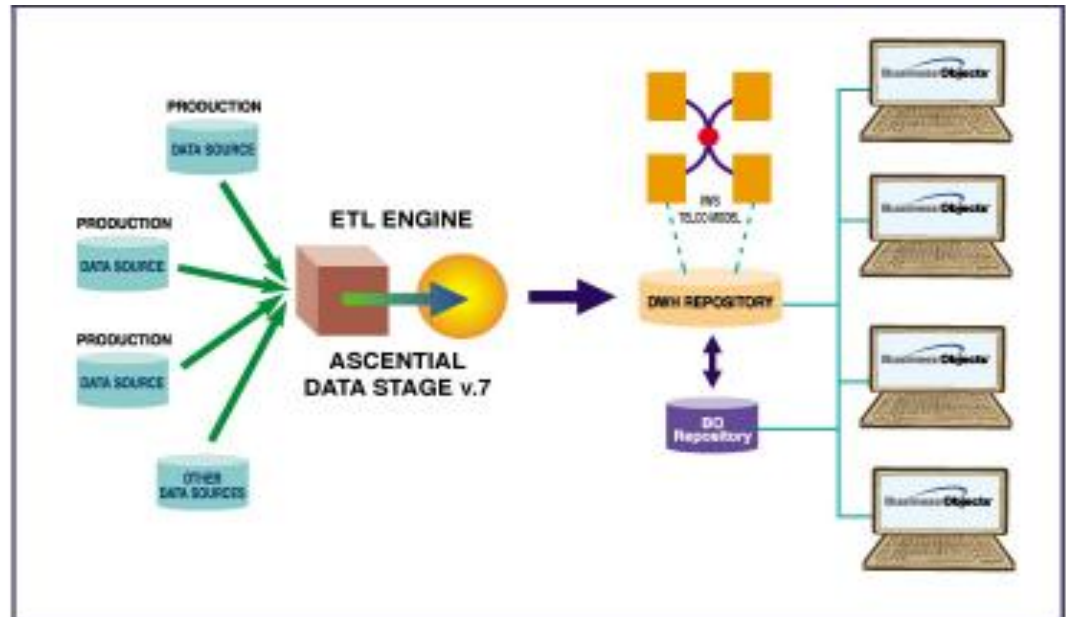 PRODUCTION
DATA SOURCE
PRODUCTION
DATA SOURCE
PRODUCTION
DATA SOURCE
OTHER
DATA SOURCES
ETL ENGINE
ASCENTIAL
DATA STAGE v.7
TELCO MODEL
DWH REPOSITORY
BO
Repository
BusinessObjects
BusinessObjects
BusinessObjects
BusinessObjects